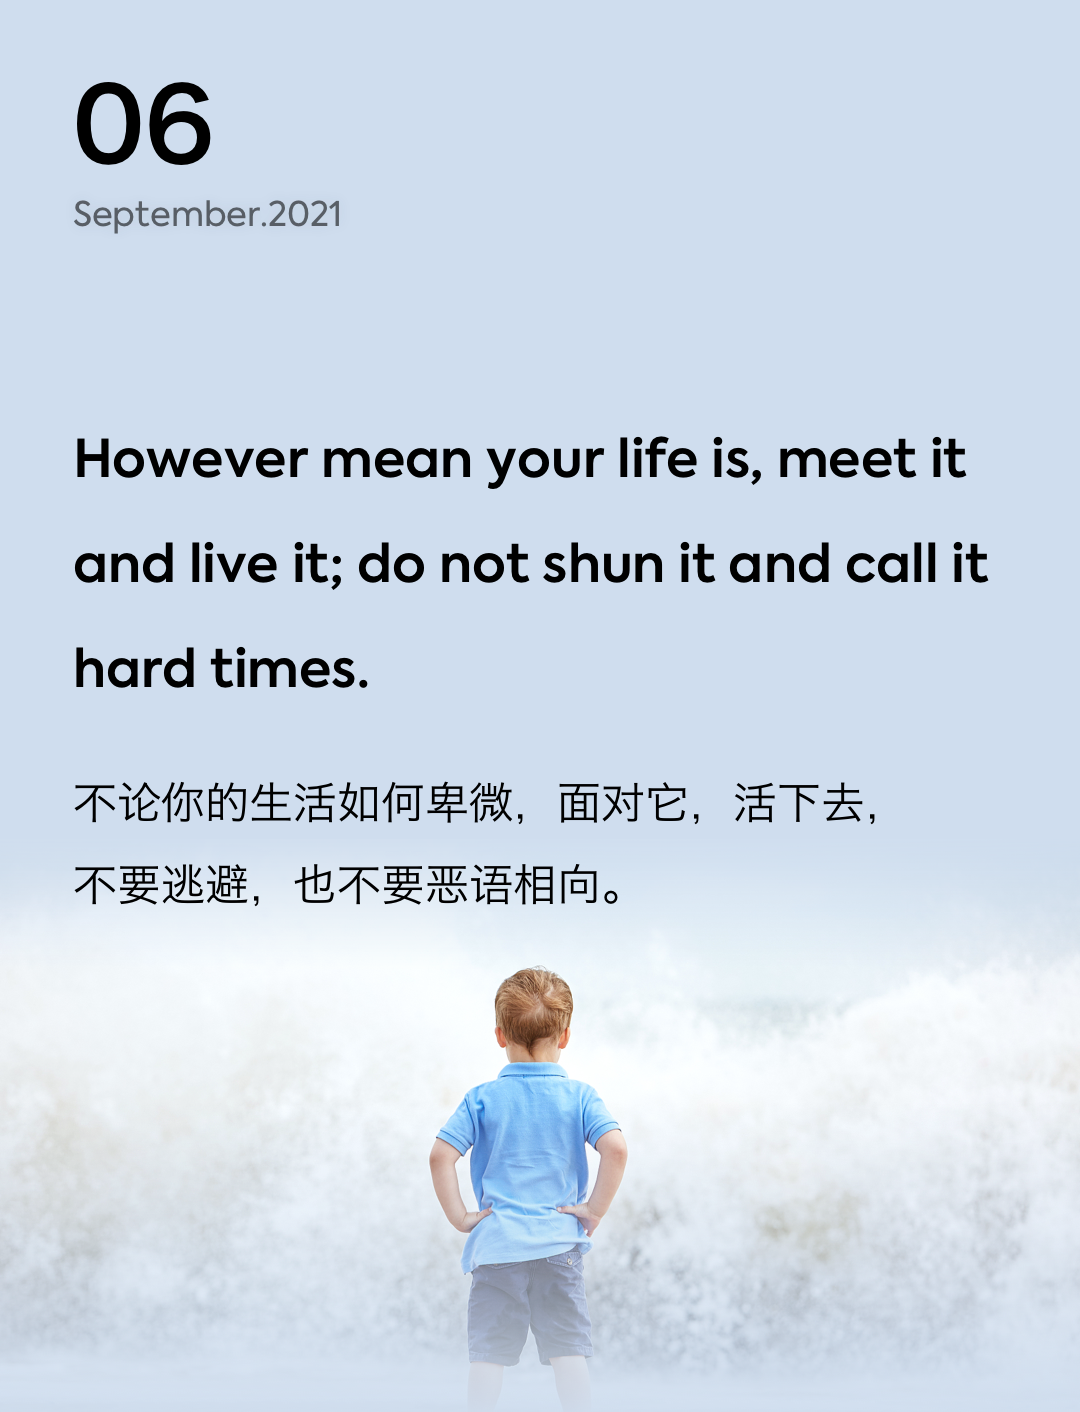 06
September.2021
However mean your life is, meet it
and live it; do not shun it and call it
hard times.
不论你的生活如何卑微，面对它，活下去，
不要逃避，也不要恶语相向。